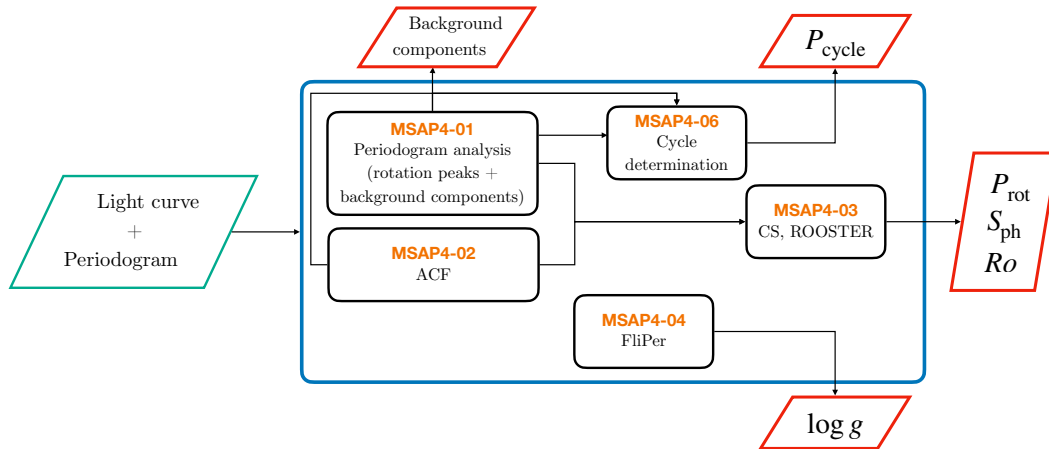 Background
components
P_cycle
MSAP4-01
Periodogram analysis
(rotation peaks +
background components)
MSAP4-06
Cycle
determination
Light curve
+
Periodogram
MSAP4-02
ACF
MSAP4-03
CS, ROOSTER
P_rot
S_ph
Ro
MSAP4-04
FliPer
log g